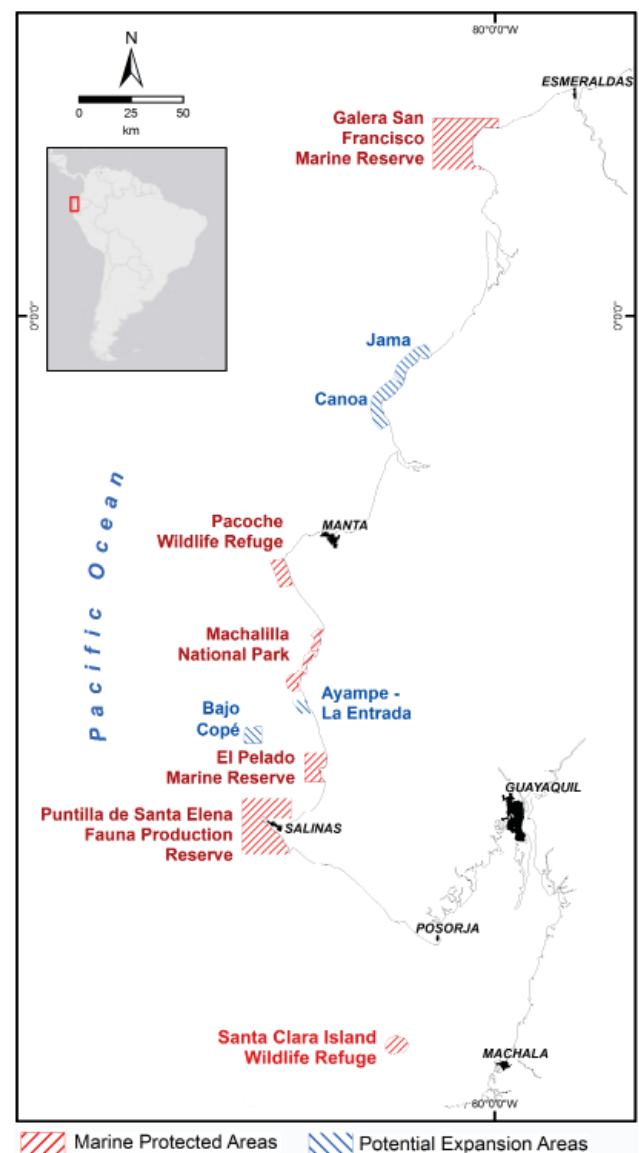 80°0'0"W
N
0 25 50
km
ESMERALDAS
Galera San
Francisco
Marine Reserve
0°0'0"
0°0'0"
Jama
Canoa
Pacific Ocean
Pacoche
Wildlife Refuge
MANTA
Machalilla
National Park
Ayampe -
La Entrada
Bajo
Copé
El Pelado
Marine Reserve
GUAYAQUIL
Puntilla de Santa Elena
Fauna Production
Reserve
SALINAS
POSORJA
Santa Clara Island
Wildlife Refuge
MACHALA
80°0'0"W
Marine Protected Areas
Potential Expansion Areas